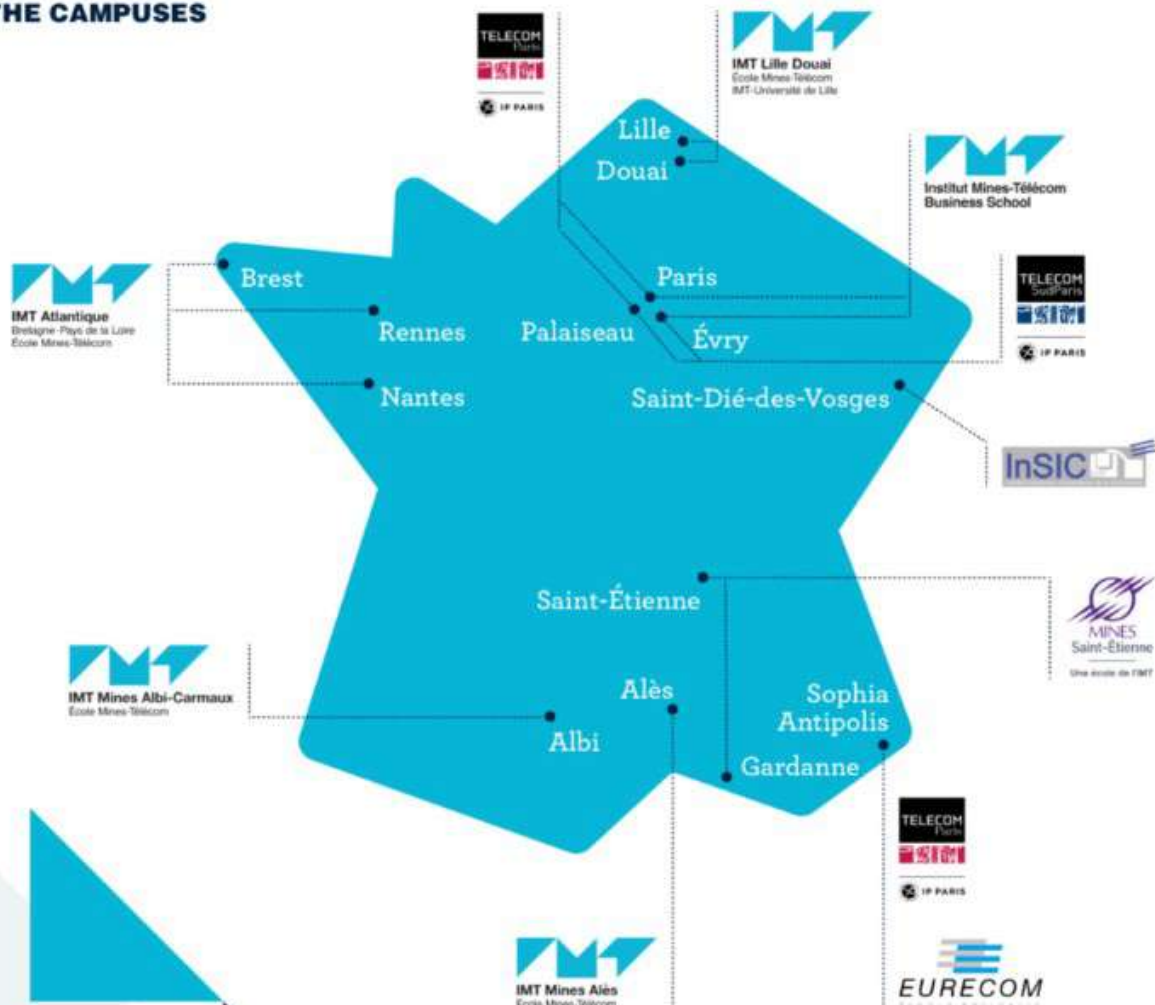 THE CAMPUSES
TELECOM
Paris
IP PARIS
IMT Lille Douai
École Mines-Télécom
IMT-Université de Lille
Lille
Douai
Institut Mines-Télécom
Business School
Brest
Paris
TELECOM
SudParis
IMT Atlantique
Bretagne-Pays de la Loire
École Mines-Télécom
Rennes
Palaiseau
Évry
IP PARIS
Nantes
Saint-Dié-des-Vosges
InSIC
Saint-Étienne
MINES
Saint-Étienne
Une école de l'IMT
IMT Mines Albi-Carmaux
École Mines-Télécom
Alès
Sophia
Antipolis
Albi
Gardanne
TELECOM
Paris
IP PARIS
IMT Mines Alès
École Mines-Télécom
EURECOM